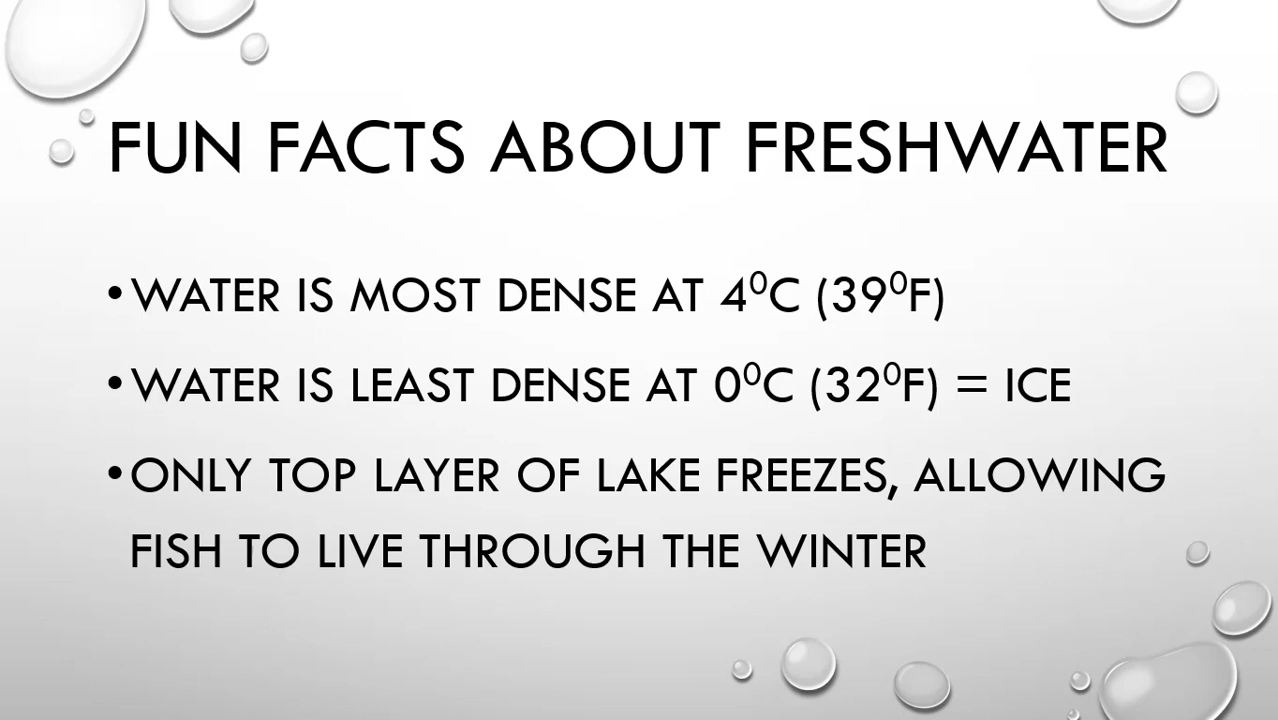 FUN FACTS ABOUT FRESHWATER
•WATER IS MOST DENSE AT 4⁰C (39⁰F)
•WATER IS LEAST DENSE AT 0⁰C (32⁰F) = ICE
•ONLY TOP LAYER OF LAKE FREEZES, ALLOWING
FISH TO LIVE THROUGH THE WINTER